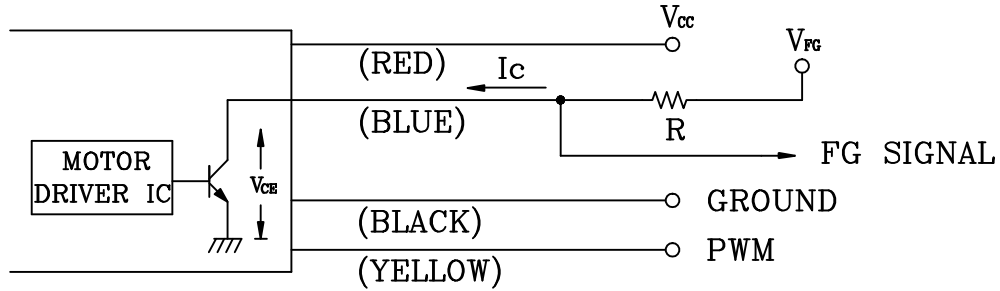 VCC
VFG
(RED)
Ic
(BLUE)
R
FG SIGNAL
MOTOR
DRIVER IC
VCE
GROUND
(BLACK)
PWM
(YELLOW)